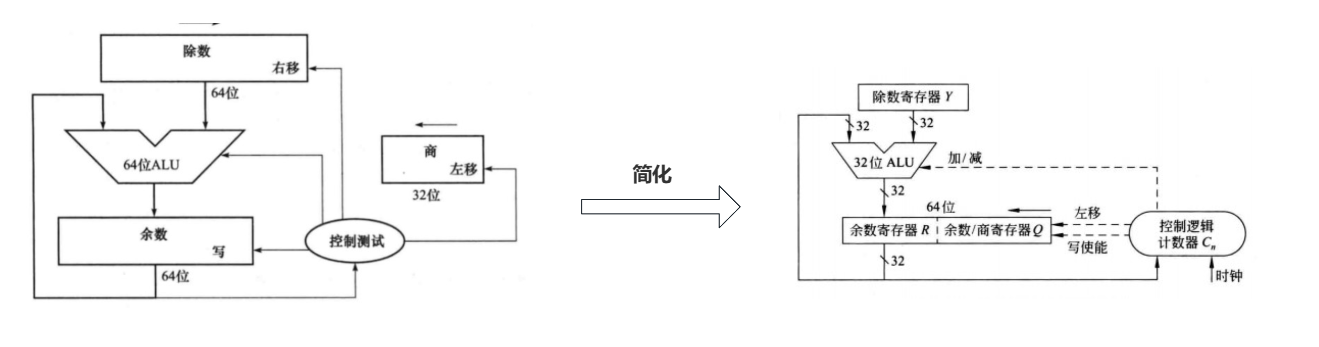 除数
右移
64位
64位ALU
商
左移
32位
余数
写
控制测试
64位
简化
除数寄存器 Y
32
32
32位 ALU
加/减
32
64位
左移
余数寄存器 R
余数/商寄存器Q
写使能
控制逻辑
计数器 Cn
32
时钟